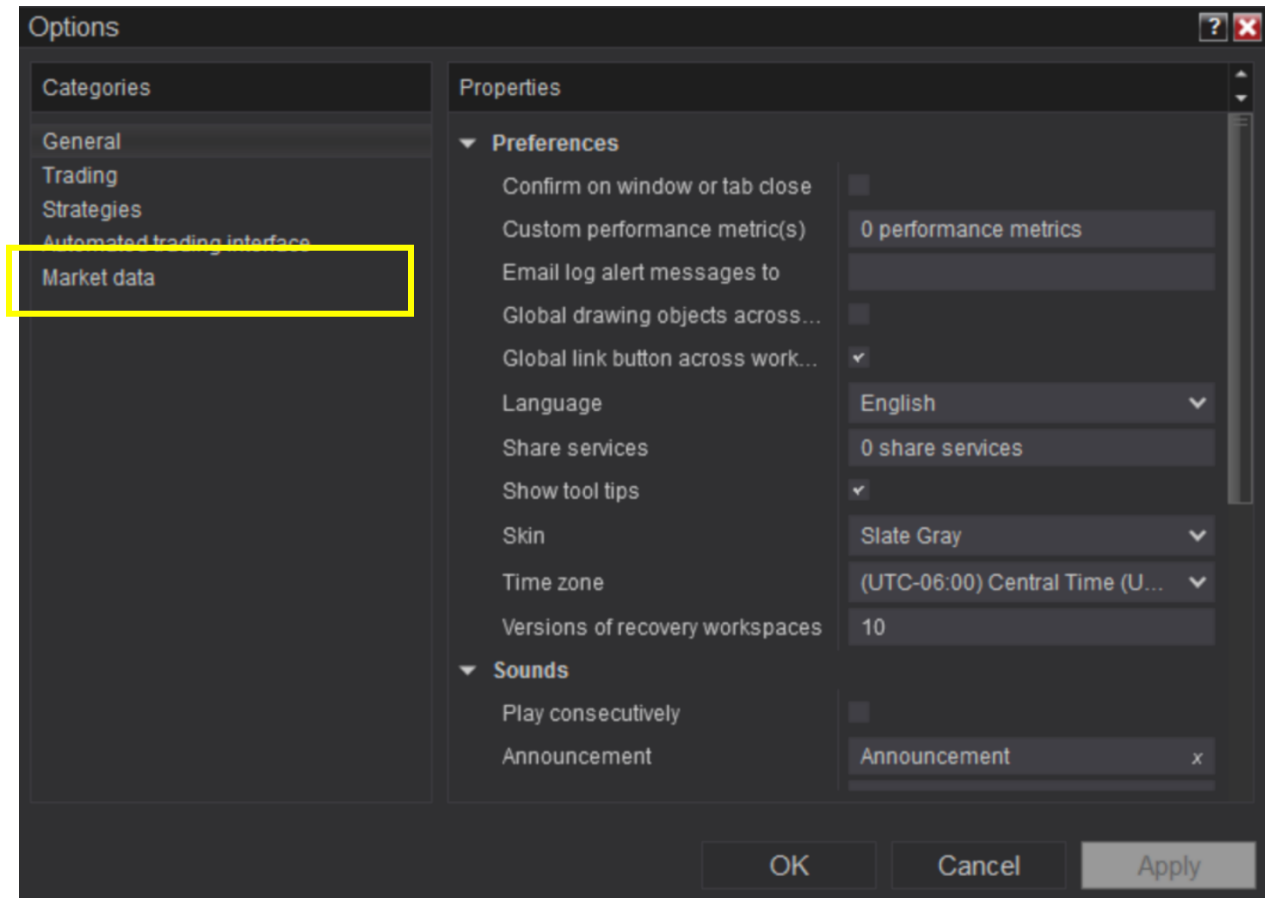 Options
?
Categories
General
Trading
Strategies
Automated trading interface
Market data
Properties
Preferences
Confirm on window or tab close
Custom performance metric(s) 0 performance metrics
Email log alert messages to
Global drawing objects across...
Global link button across work...
Language English
Share services 0 share services
Show tool tips
Skin Slate Gray
Time zone (UTC-06:00) Central Time (U...
Versions of recovery workspaces 10
Sounds
Play consecutively
Announcement Announcement x
OK Cancel Apply